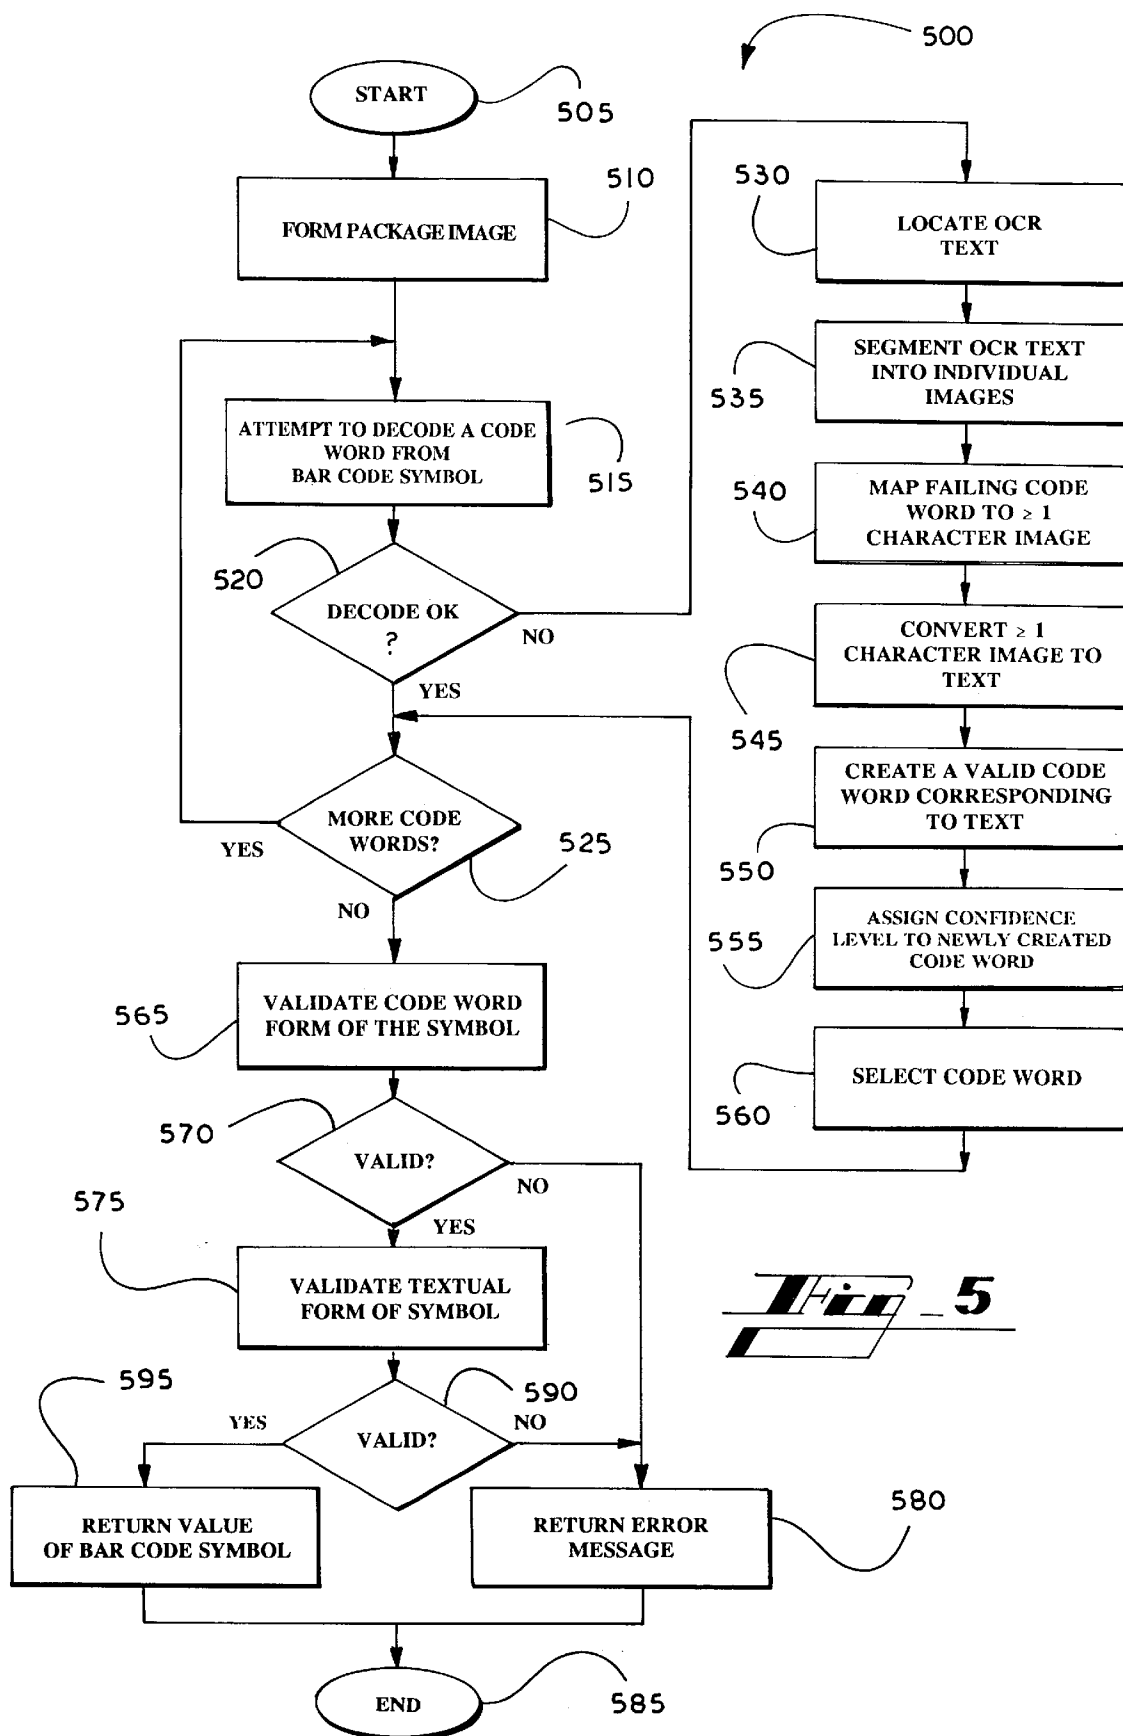 500
START
505
FORM PACKAGE IMAGE
510
ATTEMPT TO DECODE A CODE
WORD FROM
BAR CODE SYMBOL
515
520
DECODE OK
?
NO
YES
MORE CODE
WORDS?
YES
525
NO
530
LOCATE OCR
TEXT
SEGMENT OCR TEXT
INTO INDIVIDUAL
IMAGES
535
540
MAP FAILING CODE
WORD TO ≥ 1
CHARACTER IMAGE
CONVERT ≥ 1
CHARACTER IMAGE TO
TEXT
545
CREATE A VALID CODE
WORD CORRESPONDING
TO TEXT
550
ASSIGN CONFIDENCE
LEVEL TO NEWLY CREATED
CODE WORD
555
SELECT CODE WORD
560
565
VALIDATE CODE WORD
FORM OF THE SYMBOL
570
VALID?
NO
YES
575
VALIDATE TEXTUAL
FORM OF SYMBOL
590
YES
VALID?
NO
595
RETURN VALUE
OF BAR CODE SYMBOL
RETURN ERROR
MESSAGE
580
END
585
Fig_5